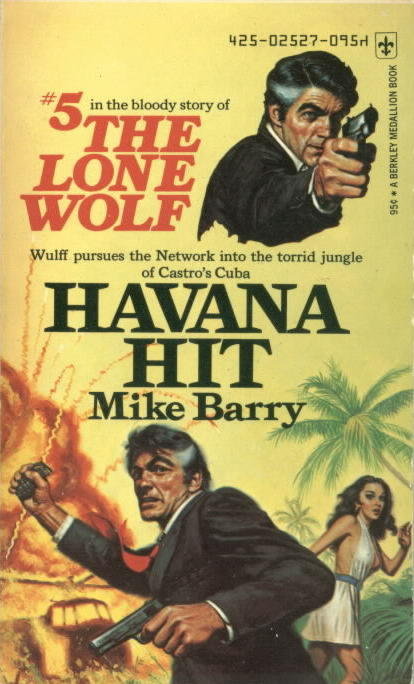 425-02527-095H
#5 in the bloody story of
THE
LONE
WOLF
95¢ * A BERKLEY MEDALLION BOOK
Wulff pursues the Network into the torrid jungle
of Castro's Cuba
HAVANA
HIT
Mike Barry